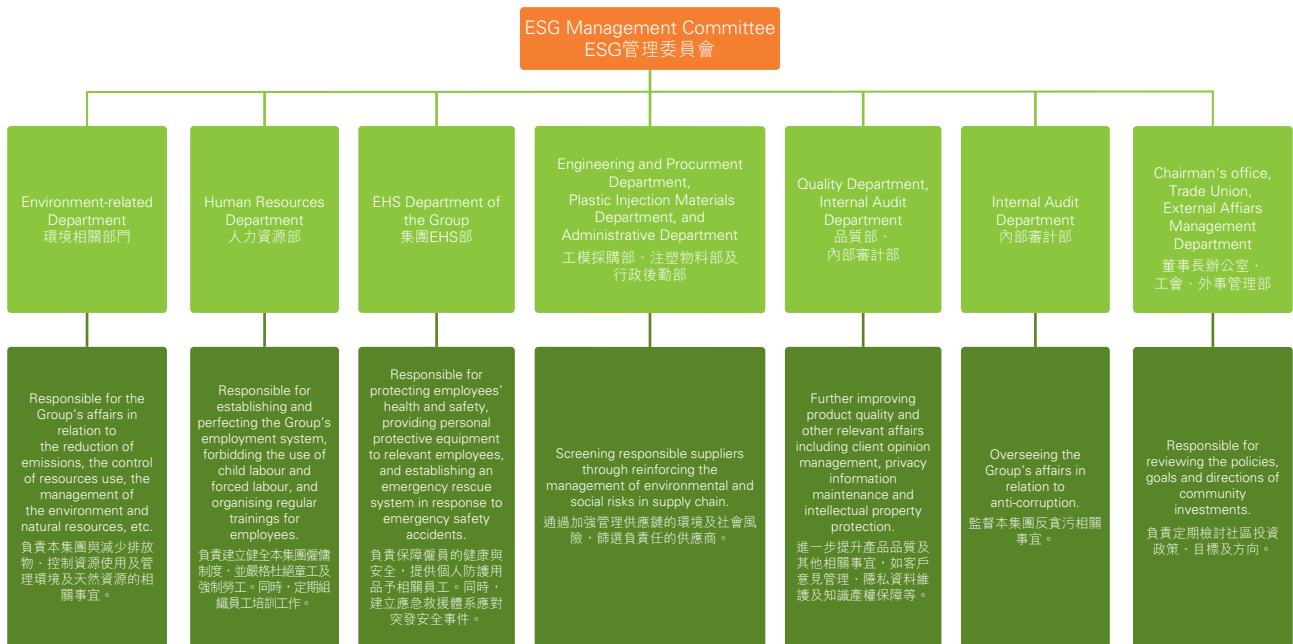 ESG Management Committee
ESG管理委員會
Environment-related
Department
環境相關部門
Human Resources
Department
人力資源部
EHS Department of
the Group
集團EHS部
Engineering and Procurment
Department,
Plastic Injection Materials
Department, and
Administrative Department
工模採購部、注塑物料部及
行政後勤部
Quality Department,
Internal Audit
Department
品質部、
內部審計部
Internal Audit
Department
內部審計部
Chairman's office,
Trade Union,
External Affiars
Management
Department
董事長辦公室、
工會、外事管理部
Responsible for the
Group’s affairs in
relation to
the reduction of
emissions, the control
of resources use, the
management of
the environment and
natural resources, etc.
負責本集團與減少排放
物、控制資源使用及管
理環境及天然資源的相
關事宜。
Responsible for
establishing and
perfecting the Group’s
employment system,
forbidding the use of
child labour and
forced labour, and
organising regular
trainings for
employees.
負責建立健全本集團僱傭
制度，並嚴格杜絕童工及
強制勞工。同時，定期組
織員工培訓工作。
Responsible for
protecting employees’
health and safety,
providing personal
protective equipment
to relevant employees,
and establishing an
emergency rescue
system in response to
emergency safety
accidents.
負責保障僱員的健康與
安全，提供個人防護用
品予相關員工。同時，
建立應急救援體系應對
突發安全事件。
Screening responsible suppliers
through reinforcing the
management of environmental and
social risks in supply chain.
通過加強管理供應鏈的環境及社會風
險，篩選負責任的供應商。
Further improving
product quality and
other relevant affairs
including client opinion
management, privacy
information
maintenance and
intellectual property
protection.
進一步提升產品品質及
其他相關事宜，如客戶
意見管理、隱私資料維
護及知識產權保障等。
Overseeing the
Group’s affairs in
relation to
anti-corruption.
監督本集團反貪污相關
事宜。
Responsible for
reviewing the policies,
goals and directions of
community
investments.
負責定期檢討社區投資
政策、目標及方向。